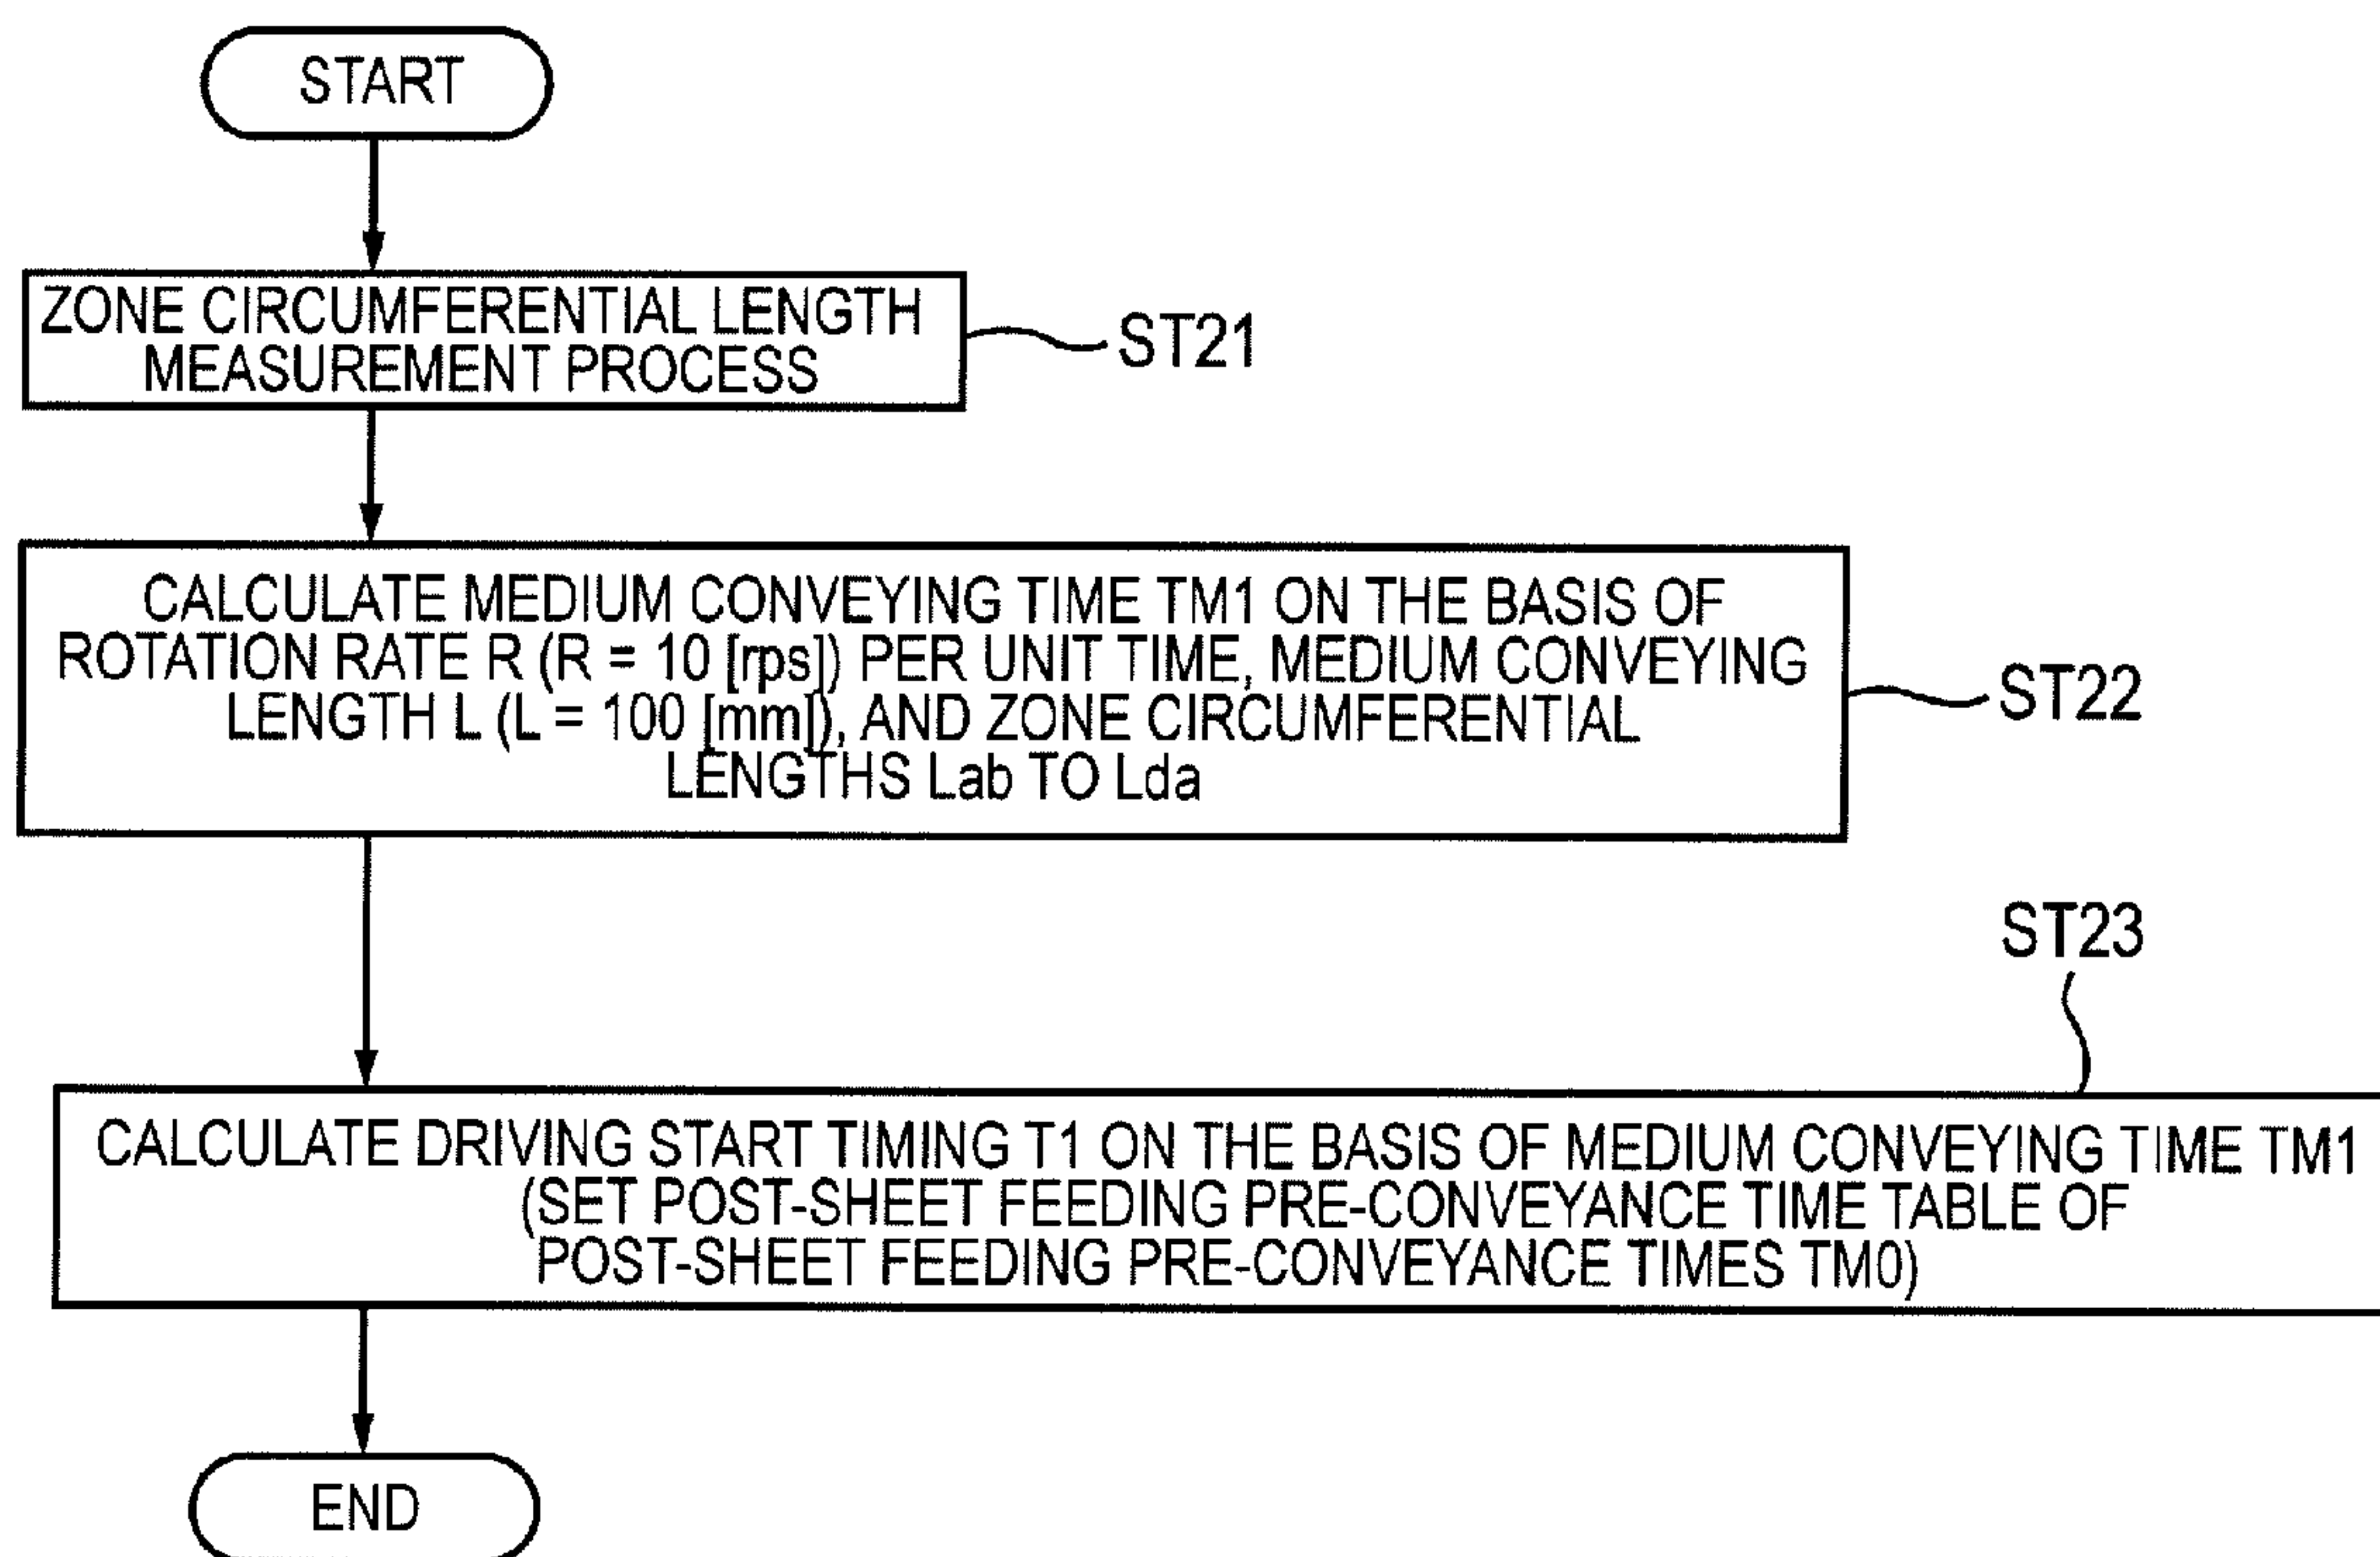 START
ZONE CIRCUMFERENTIAL LENGTH
MEASUREMENT PROCESS
ST21
CALCULATE MEDIUM CONVEYING TIME TM1 ON THE BASIS OF
ROTATION RATE R (R = 10 [rps]) PER UNIT TIME, MEDIUM CONVEYING
LENGTH L (L = 100 [mm]), AND ZONE CIRCUMFERENTIAL
LENGTHS Lab TO Lda
ST22
ST23
CALCULATE DRIVING START TIMING T1 ON THE BASIS OF MEDIUM CONVEYING TIME TM1
(SET POST-SHEET FEEDING PRE-CONVEYANCE TIME TABLE OF
POST-SHEET FEEDING PRE-CONVEYANCE TIMES TM0)
END